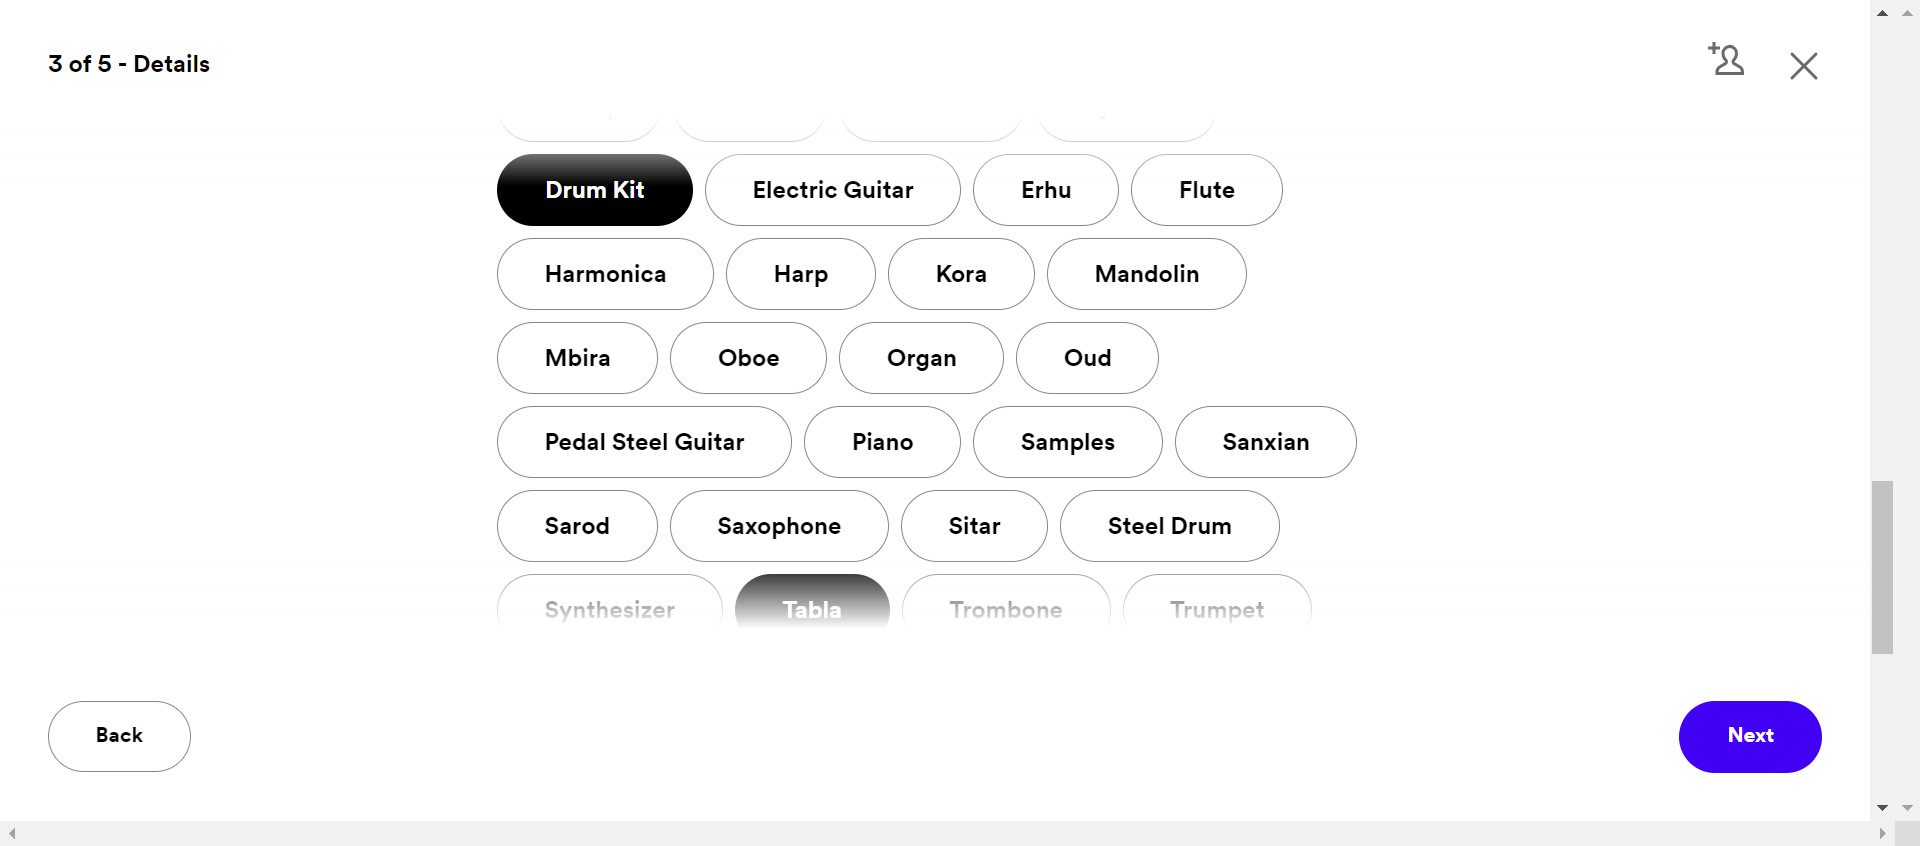 3 of 5 - Details
Drum Kit Electric Guitar Erhu Flute
Harmonica Harp Kora Mandolin
Mbira Oboe Organ Oud
Pedal Steel Guitar Piano Samples Sanxian
Sarod Saxophone Sitar Steel Drum
Synthesizer Tabla Trombone Trumpet
Back Next